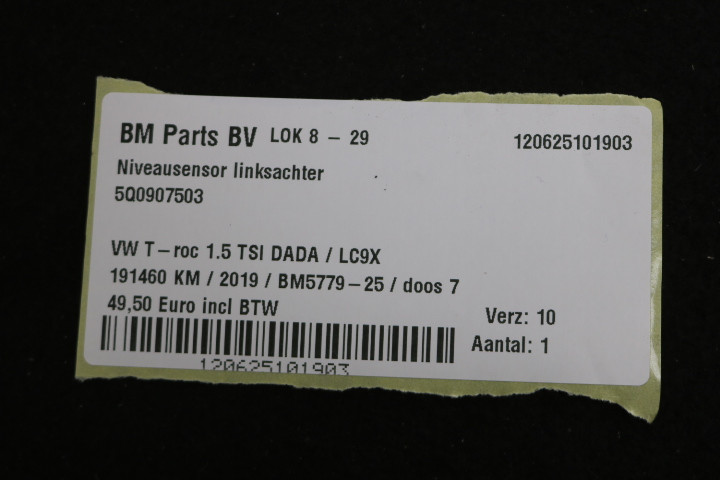 BM Parts BV LOK 8 - 29 120625101903
Niveausensor linksachter
5Q0907503
VW T-roc 1.5 TSI DADA / LC9X
191460 KM / 2019 / BM5779-25 / doos 7
49,50 Euro incl BTW Verz: 10
Aantal: 1
120625101903